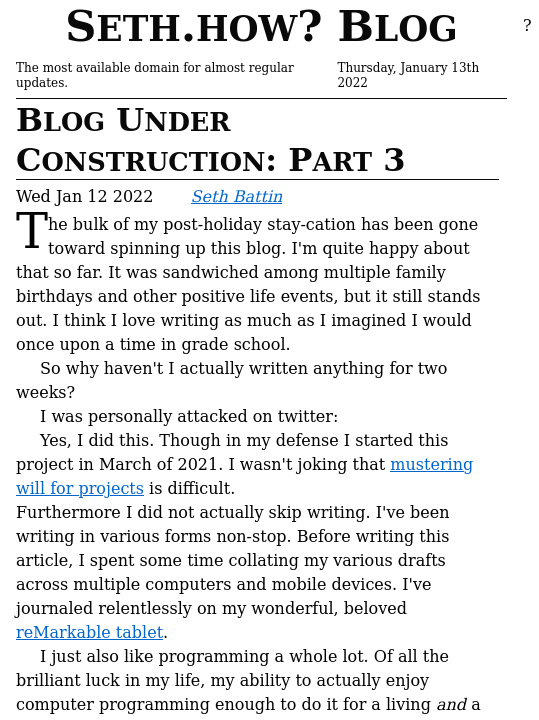 Seth.how? Blog
?
The most available domain for almost regular
updates.
Thursday, January 13th
2022
Blog Under
Construction: Part 3
Wed Jan 12 2022 Seth Battin
The bulk of my post-holiday stay-cation has been gone
toward spinning up this blog. I'm quite happy about
that so far. It was sandwiched among multiple family
birthdays and other positive life events, but it still stands
out. I think I love writing as much as I imagined I would
once upon a time in grade school.
So why haven't I actually written anything for two
weeks?
I was personally attacked on twitter:
Yes, I did this. Though in my defense I started this
project in March of 2021. I wasn't joking that mustering
will for projects is difficult.
Furthermore I did not actually skip writing. I've been
writing in various forms non-stop. Before writing this
article, I spent some time collating my various drafts
across multiple computers and mobile devices. I've
journaled relentlessly on my wonderful, beloved
reMarkable tablet.
I just also like programming a whole lot. Of all the
brilliant luck in my life, my ability to actually enjoy
computer programming enough to do it for a living and a